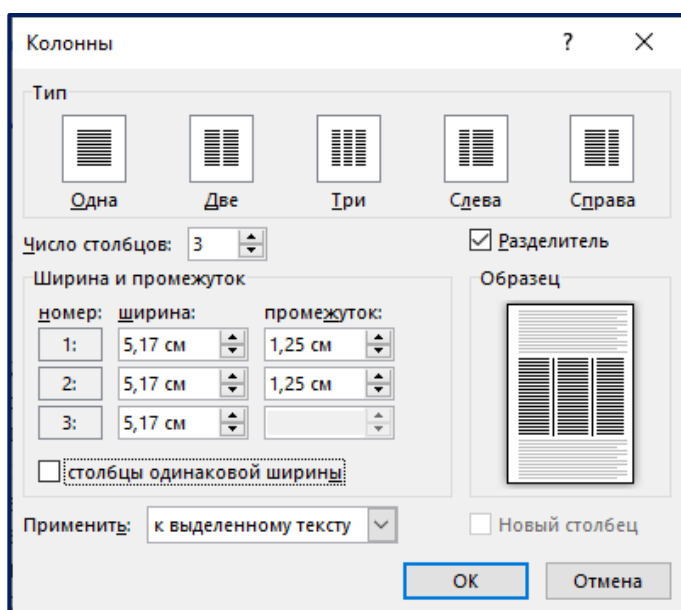 Колонны ?
Тип
Одна Две Три Слева Справа
Число столбцов: 3 Разделитель
Ширина и промежуток Образец
номер: ширина: промежуток:
1: 5,17 см 1,25 см
2: 5,17 см 1,25 см
3: 5,17 см
столбцы одинаковой ширины
Применить: к выделенному тексту Новый столбец
ОК Отмена